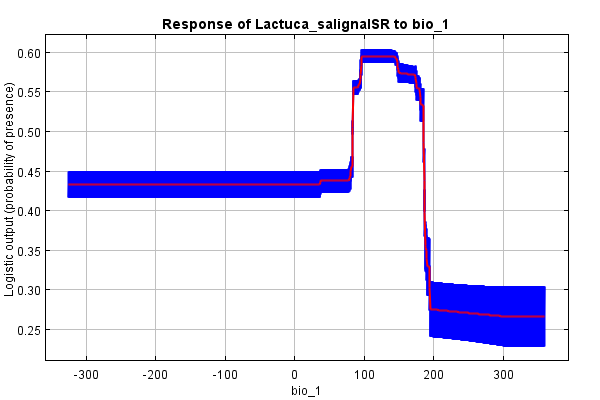 Response of Lactuca_salignaISR to bio_1
Logistic output (probability of presence)
0.60
0.55
0.50
0.45
0.40
0.35
0.30
0.25
-300 -200 -100 0 100 200 300
bio_1